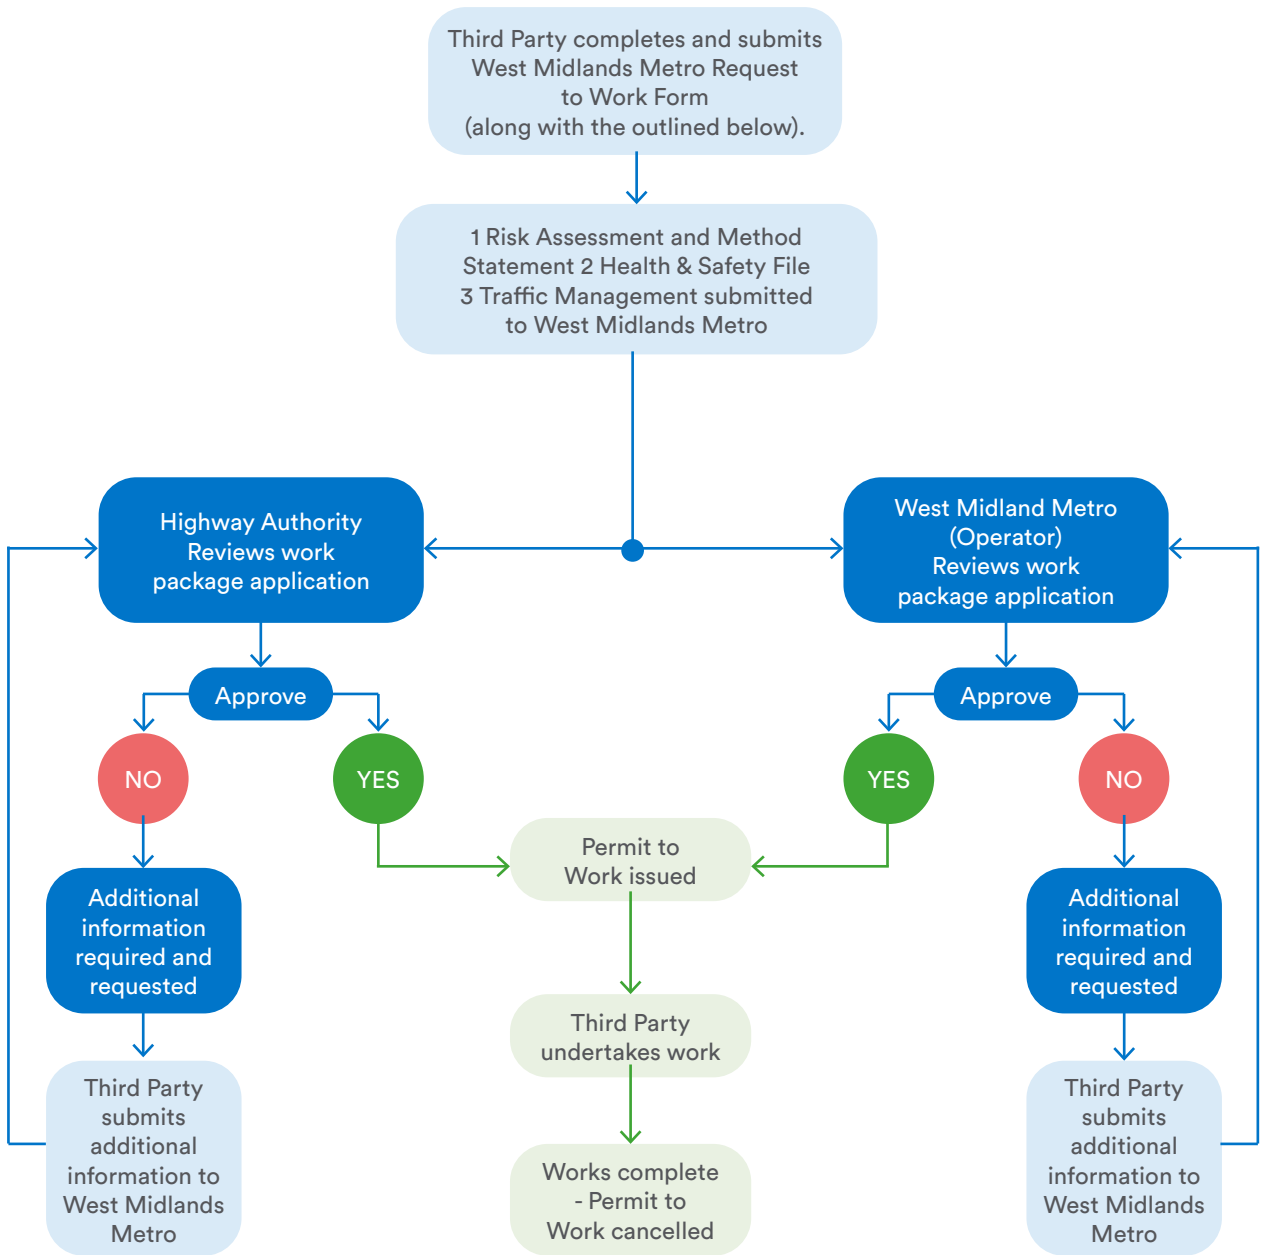 Third Party completes and submits
West Midlands Metro Request
to Work Form
(along with the outlined below).
1 Risk Assessment and Method
Statement 2 Health & Safety File
3 Traffic Management submitted
to West Midlands Metro
Highway Authority
Reviews work
package application
West Midland Metro
(Operator)
Reviews work
package application
Approve
Approve
NO
YES
YES
NO
Permit to
Work issued
Additional
information
required and
requested
Additional
information
required and
requested
Third Party
undertakes work
Third Party
submits
additional
information to
West Midlands
Metro
Works complete
- Permit to
Work cancelled
Third Party
submits
additional
information to
West Midlands
Metro